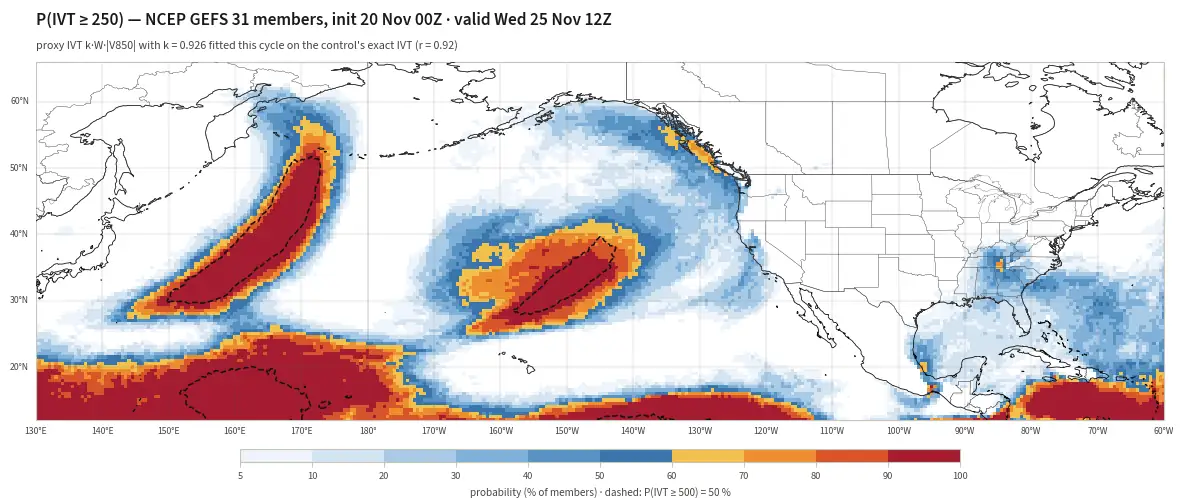 P(IVT ≥ 250) — NCEP GEFS 31 members, init 20 Nov 00Z · valid Wed 25 Nov 12Z
proxy IVT k·W·|V850| with k = 0.926 fitted this cycle on the control's exact IVT (r = 0.92)
60°N
50°N
40°N
30°N
20°N
130°E 140°E 150°E 160°E 170°E 180° 170°W 160°W 150°W 140°W 130°W 120°W 110°W 100°W 90°W 80°W 70°W 60°W
5 10 20 30 40 50 60 70 80 90 100
probability (% of members) · dashed: P(IVT ≥ 500) = 50 %